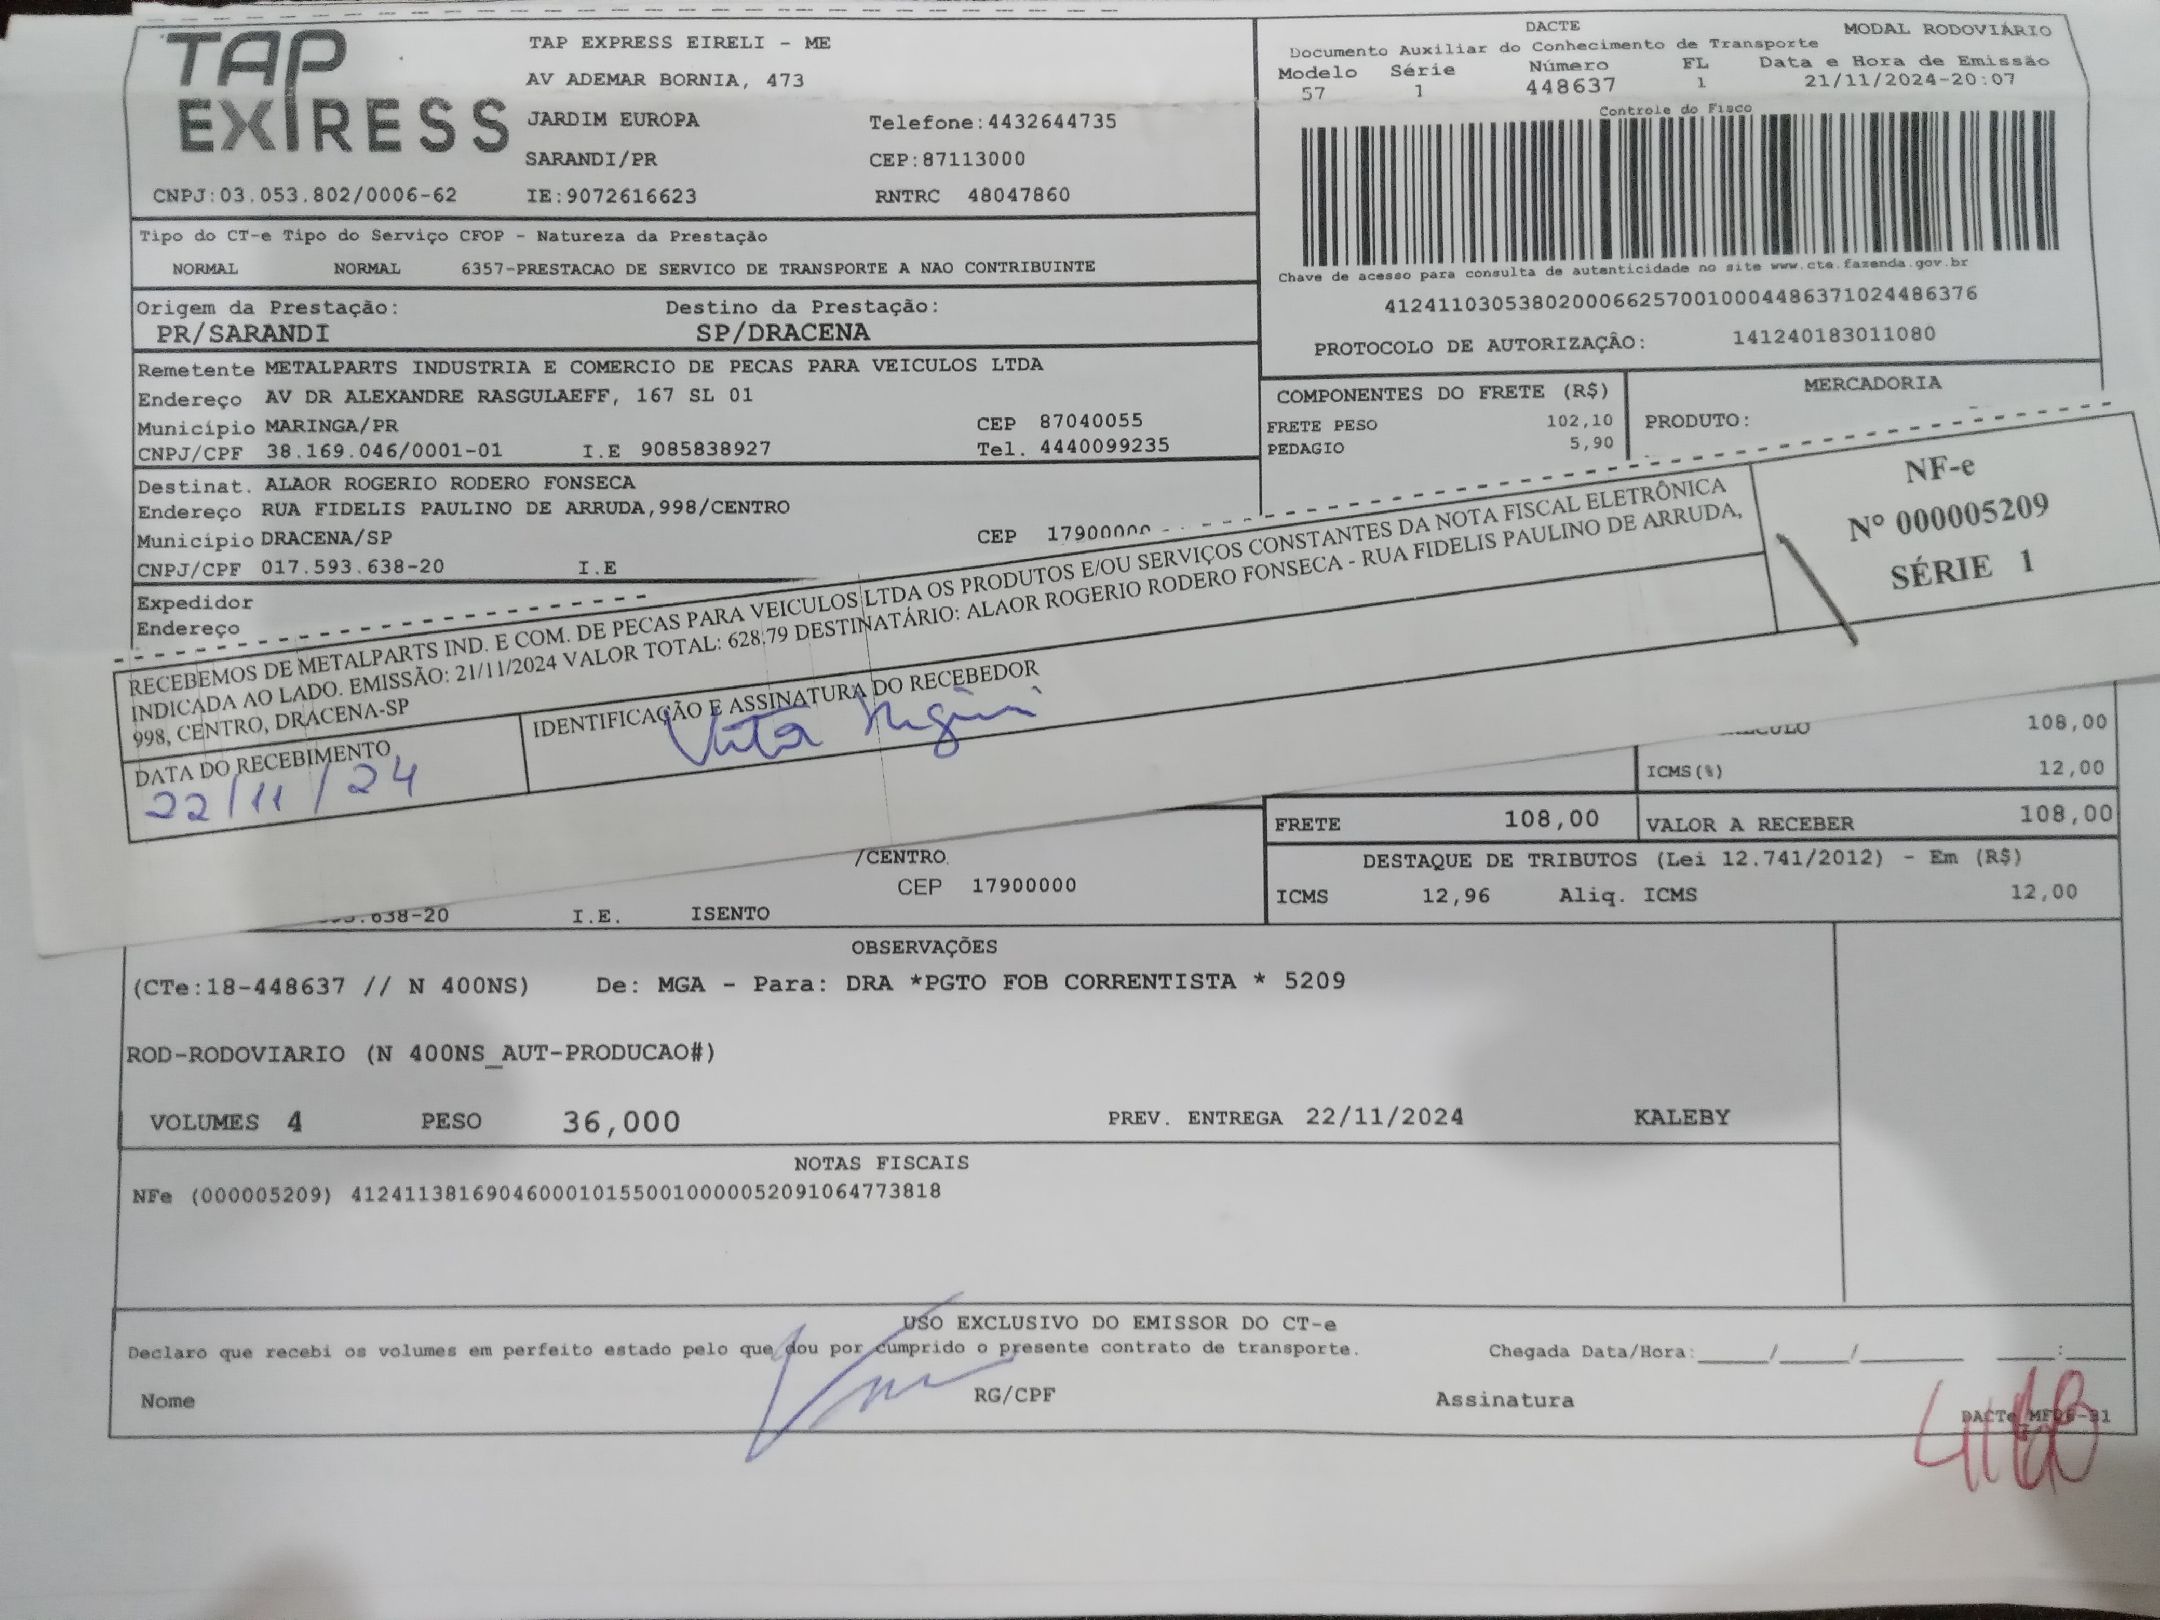 TAP EXPRESS
TAP EXPRESS EIRELI - ME
AV ADEMAR BORNIA, 473
JARDIM EUROPA Telefone:4432644735
SARANDI/PR CEP:87113000
CNPJ:03.053.802/0006-62 IE:9072616623 RNTRC 48047860
DACTE MODAL RODOVIÁRIO
Documento Auxiliar do Conhecimento de Transporte
Modelo Série Número FL Data e Hora de Emissão
57 1 448637 1 21/11/2024-20:07
Controle do Fisco
Chave de acesso para consulta de autenticidade no site www.cte.fazenda.gov.br
41241103053802000662570010004486371024486376
PROTOCOLO DE AUTORIZAÇÃO: 141240183011080
Tipo do CT-e Tipo do Serviço CFOP - Natureza da Prestação
NORMAL NORMAL 6357-PRESTACAO DE SERVICO DE TRANSPORTE A NAO CONTRIBUINTE
Origem da Prestação: Destino da Prestação:
PR/SARANDI SP/DRACENA
Remetente METALPARTS INDUSTRIA E COMERCIO DE PECAS PARA VEICULOS LTDA
Endereço AV DR ALEXANDRE RASGULAEFF, 167 SL 01
Município MARINGA/PR CEP 87040055
CNPJ/CPF 38.169.046/0001-01 I.E 9085838927 Tel. 4440099235
COMPONENTES DO FRETE (R$) MERCADORIA
FRETE PESO 102,10 PRODUTO:
PEDAGIO 5,90
Destinat. ALAOR ROGERIO RODERO FONSECA
Endereço RUA FIDELIS PAULINO DE ARRUDA,998/CENTRO
Município DRACENA/SP CEP 17900000
CNPJ/CPF 017.593.638-20 I.E
Expedidor
Endereço
RECEBEMOS DE METALPARTS IND. E COM. DE PECAS PARA VEICULOS LTDA OS PRODUTOS E/OU SERVIÇOS CONSTANTES DA NOTA FISCAL ELETRÔNICA
INDICADA AO LADO. EMISSÃO: 21/11/2024 VALOR TOTAL: 628.79 DESTINATÁRIO: ALAOR ROGERIO RODERO FONSECA - RUA FIDELIS PAULINO DE ARRUDA,
998, CENTRO, DRACENA-SP
DATA DO RECEBIMENTO IDENTIFICAÇÃO E ASSINATURA DO RECEBEDOR
22/11/24
NF-e
Nº 000005209
SÉRIE 1
108,00
ICMS(%) 12,00
FRETE 108,00 VALOR A RECEBER 108,00
/CENTRO
CEP 17900000
.638-20 I.E. ISENTO
DESTAQUE DE TRIBUTOS (Lei 12.741/2012) - Em (R$)
ICMS 12,96 Aliq. ICMS 12,00
OBSERVAÇÕES
(CTe:18-448637 // N 400NS) De: MGA - Para: DRA *PGTO FOB CORRENTISTA * 5209
ROD-RODOVIARIO (N 400NS_AUT-PRODUCAO#)
VOLUMES 4 PESO 36,000 PREV. ENTREGA 22/11/2024 KALEBY
NOTAS FISCAIS
NFe (000005209) 41241138169046000101550010000052091064773818
USO EXCLUSIVO DO EMISSOR DO CT-e
Declaro que recebi os volumes em perfeito estado pelo que dou por cumprido o presente contrato de transporte. Chegada Data/Hora:_____/_____/________ ____:____
Nome RG/CPF Assinatura